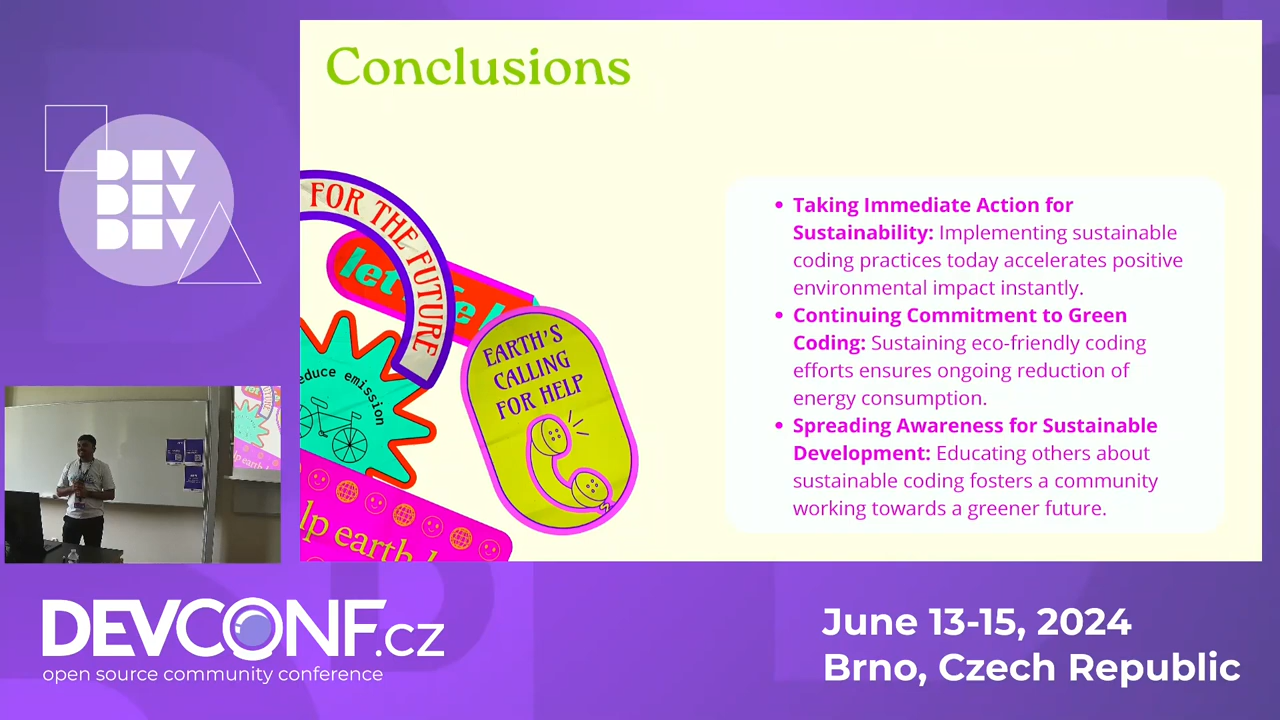 Conclusions
DEV
DEV
DEV
FOR THE FUTURE
let
EARTH'S
CALLING
FOR HELP
educe emission
lp earth
Taking Immediate Action for
Sustainability: Implementing sustainable
coding practices today accelerates positive
environmental impact instantly.
Continuing Commitment to Green
Coding: Sustaining eco-friendly coding
efforts ensures ongoing reduction of
energy consumption.
Spreading Awareness for Sustainable
Development: Educating others about
sustainable coding fosters a community
working towards a greener future.
DEVCONF.cz
open source community conference
June 13-15, 2024
Brno, Czech Republic